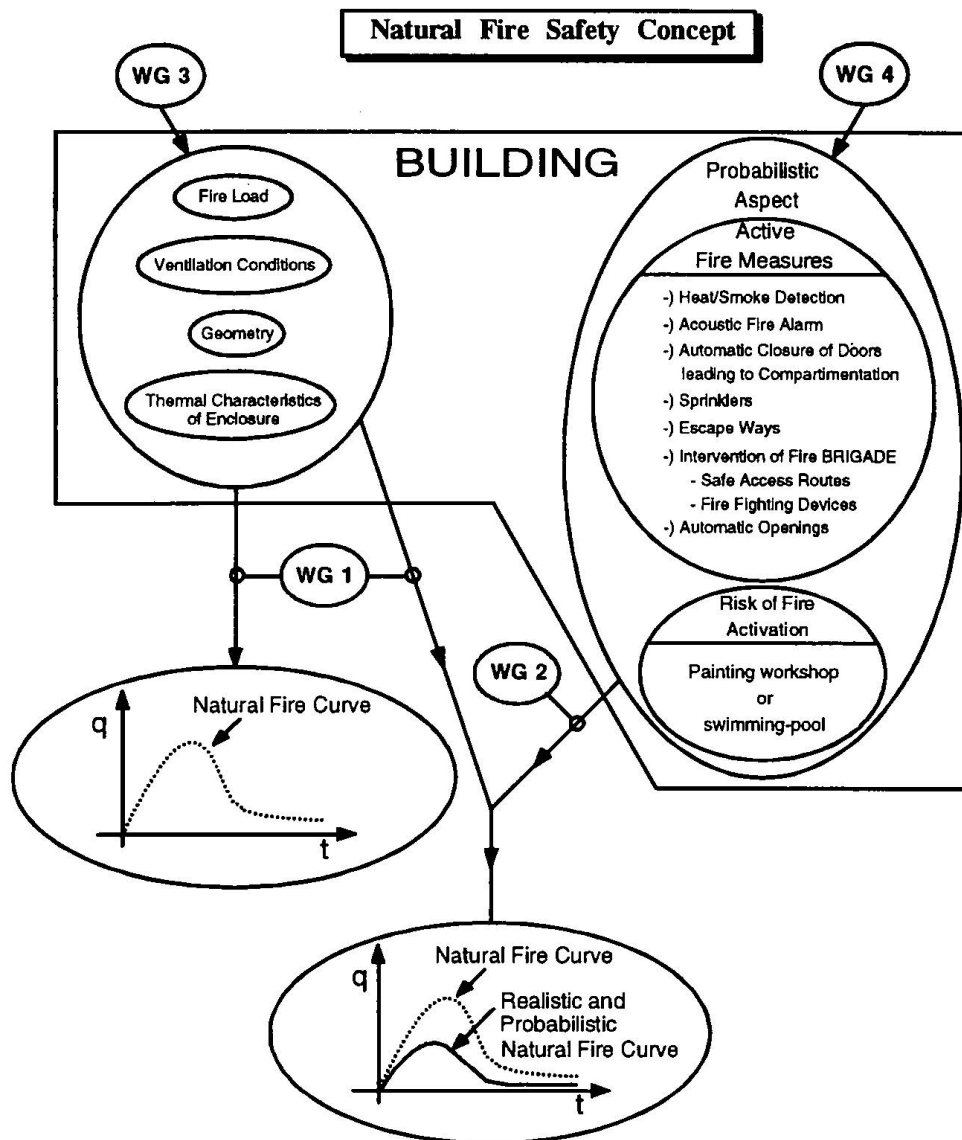 Natural Fire Safety Concept
WG 3
WG 4
BUILDING
Fire Load
Ventilation Conditions
Geometry
Thermal Characteristics
of Enclosure
Probabilistic
Aspect
Active
Fire Measures
-) Heat/Smoke Detection
-) Acoustic Fire Alarm
-) Automatic Closure of Doors
leading to Compartimentation
-) Sprinklers
-) Escape Ways
-) Intervention of Fire BRIGADE
- Safe Access Routes
- Fire Fighting Devices
-) Automatic Openings
Risk of Fire
Activation
Painting workshop
or
swimming-pool
WG 1
WG 2
q
Natural Fire Curve
t
q
Natural Fire Curve
Realistic and
Probabilistic
Natural Fire Curve
t